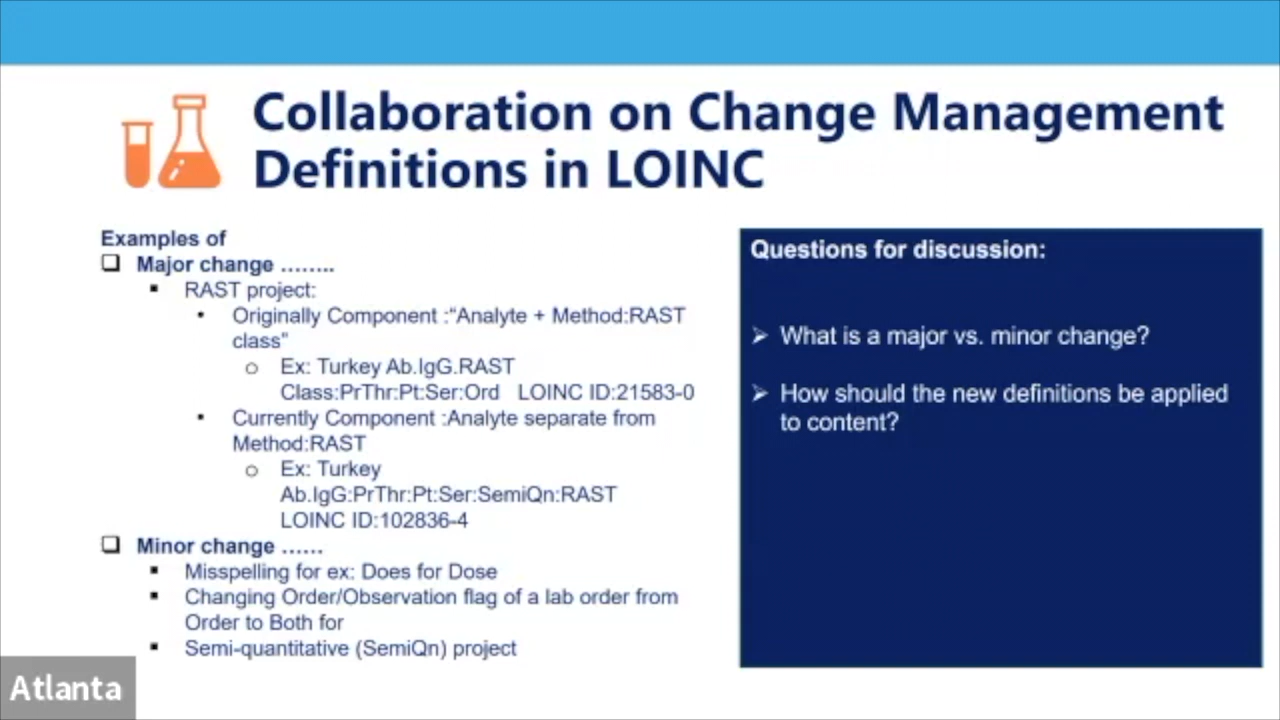 Collaboration on Change Management
Definitions in LOINC
Examples of
Major change ........
RAST project:
Originally Component :“Analyte + Method:RAST
class”
Ex: Turkey Ab.IgG.RAST
Class:PrThr:Pt:Ser:Ord LOINC ID:21583-0
Currently Component :Analyte separate from
Method:RAST
Ex: Turkey
Ab.IgG:PrThr:Pt:Ser:SemiQn:RAST
LOINC ID:102836-4
Minor change ......
Misspelling for ex: Does for Dose
Changing Order/Observation flag of a lab order from
Order to Both for
Semi-quantitative (SemiQn) project
Questions for discussion:
What is a major vs. minor change?
How should the new definitions be applied
to content?
Atlanta